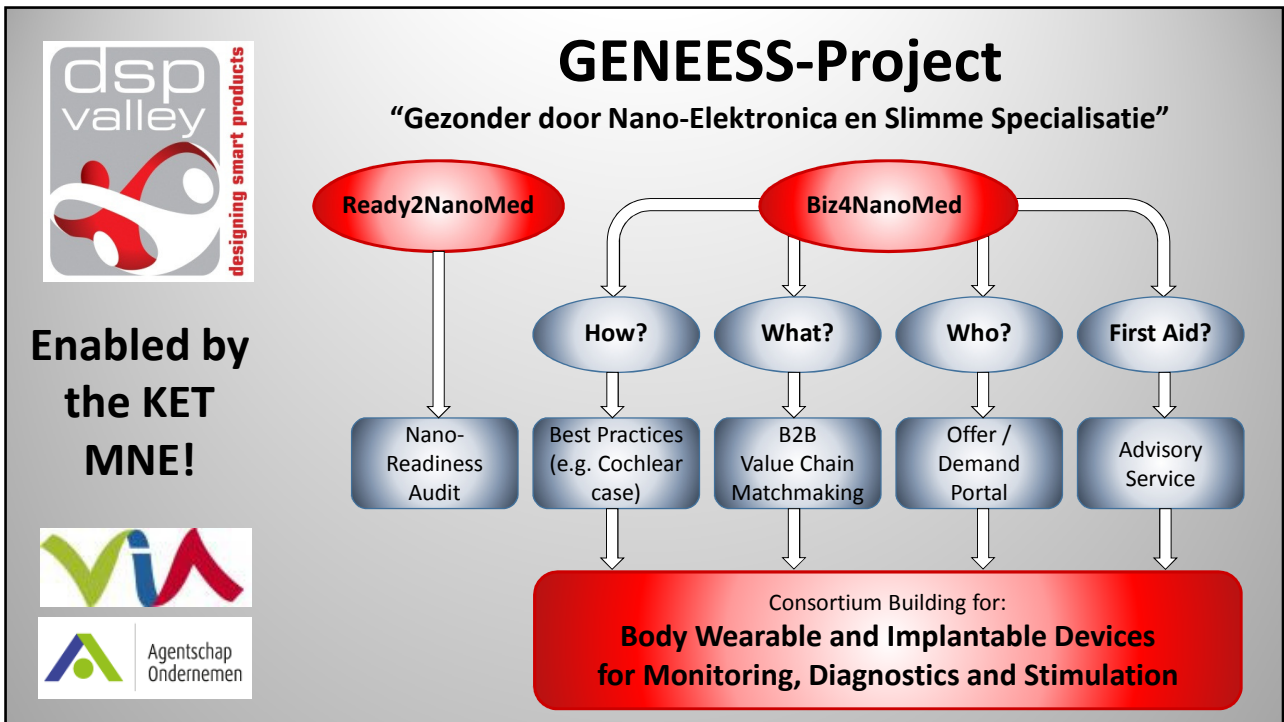 dsp
valley
designing smart products
GENEESS-Project
“Gezonder door Nano-Elektronica en Slimme Specialisatie”
Ready2NanoMed
Biz4NanoMed
How?
What?
Who?
First Aid?
Enabled by
the KET
MNE!
Nano-
Readiness
Audit
Best Practices
(e.g. Cochlear
case)
B2B
Value Chain
Matchmaking
Offer /
Demand
Portal
Advisory
Service
ViA
Agentschap
Ondernemen
Consortium Building for:
Body Wearable and Implantable Devices
for Monitoring, Diagnostics and Stimulation